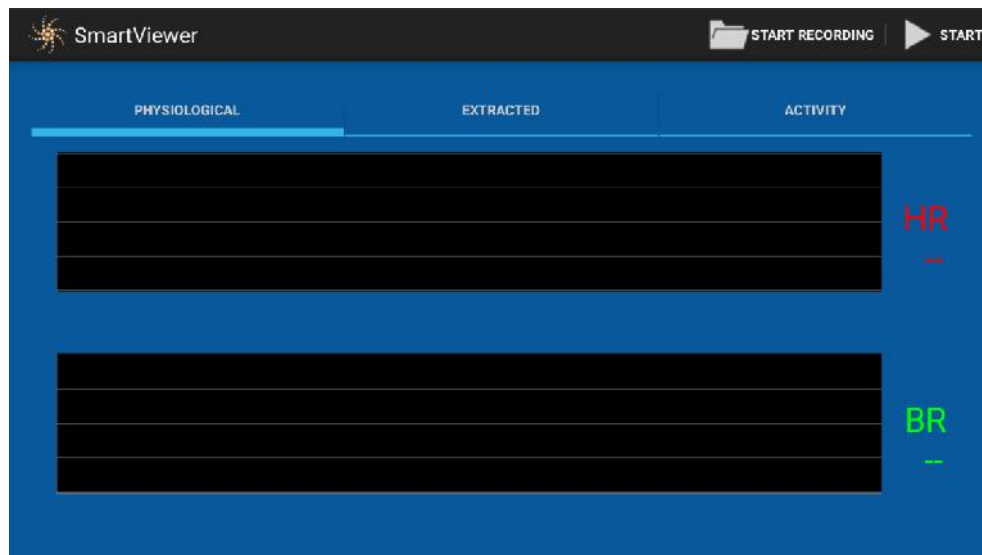 SmartViewer START RECORDING START
PHYSIOLOGICAL EXTRACTED ACTIVITY
HR
--
BR
--